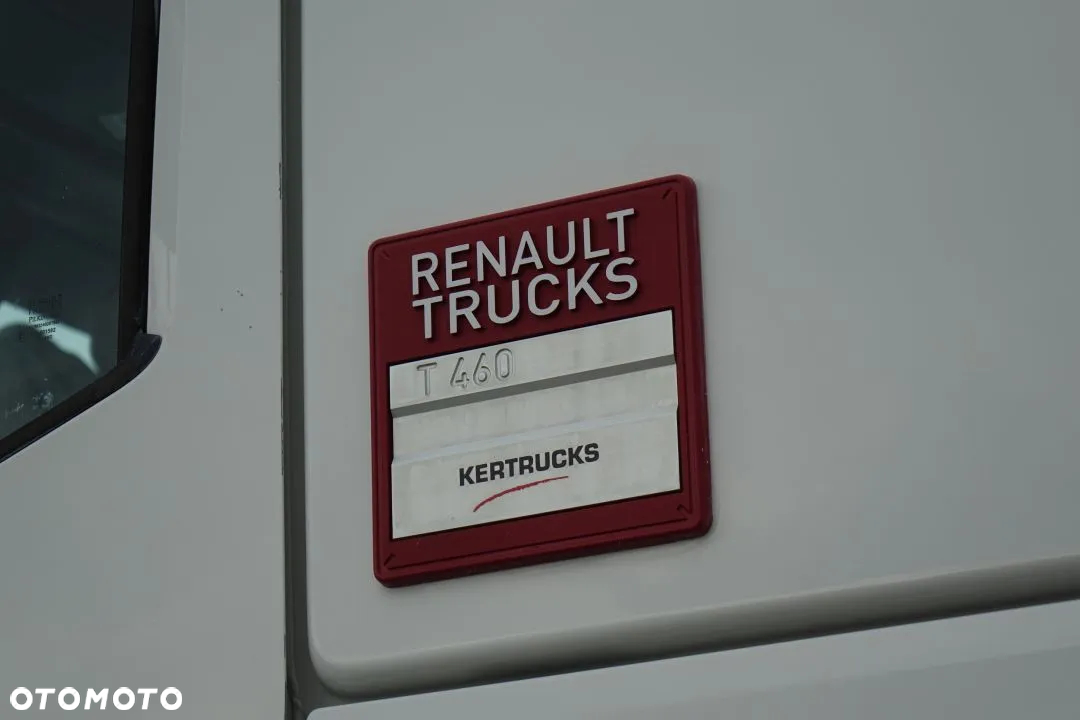 RENAULT
TRUCKS
T 460
KERTRUCKS
OTOMOTO